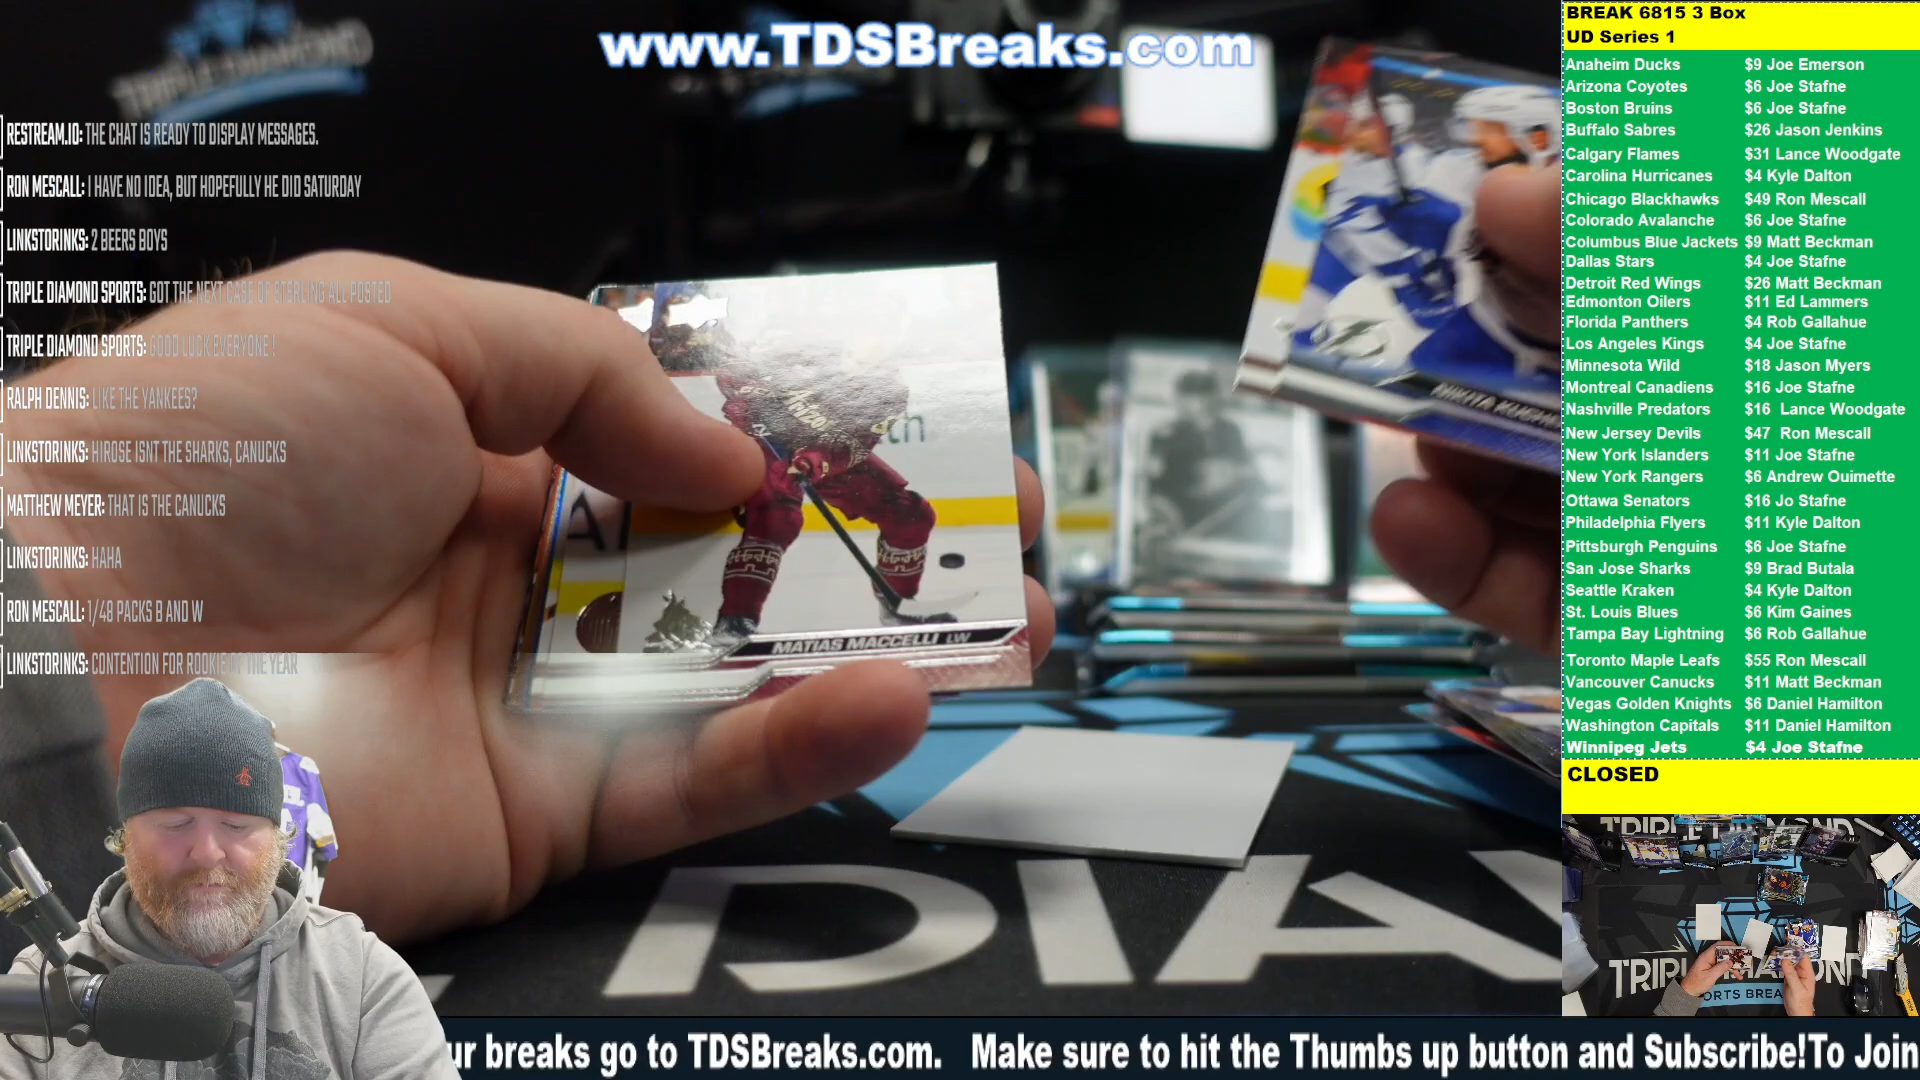 www.TDSBreaks.com
TRIPLE DIAMOND
RESTREAM.IO: THE CHAT IS READY TO DISPLAY MESSAGES.
RON MESCALL: I HAVE NO IDEA, BUT HOPEFULLY HE DID SATURDAY
LINKSTORINKS: 2 BEERS BOYS
TRIPLE DIAMOND SPORTS: GOT THE NEXT CASE OF STERLING ALL POSTED
TRIPLE DIAMOND SPORTS: GOOD LUCK EVERYONE!
RALPH DENNIS: LIKE THE YANKEES?
LINKSTORINKS: HIROSE ISNT THE SHARKS, CANUCKS
MATTHEW MEYER: THAT IS THE CANUCKS
LINKSTORINKS: HAHA
RON MESCALL: 1/48 PACKS B AND W
LINKSTORINKS: CONTENTION FOR ROOKIE OF THE YEAR
MATIAS MACCELLI LW
DIA
BREAK 6815 3 Box
UD Series 1
Anaheim Ducks $9 Joe Emerson
Arizona Coyotes $6 Joe Stafne
Boston Bruins $6 Joe Stafne
Buffalo Sabres $26 Jason Jenkins
Calgary Flames $31 Lance Woodgate
Carolina Hurricanes $4 Kyle Dalton
Chicago Blackhawks $49 Ron Mescall
Colorado Avalanche $6 Joe Stafne
Columbus Blue Jackets $9 Matt Beckman
Dallas Stars $4 Joe Stafne
Detroit Red Wings $26 Matt Beckman
Edmonton Oilers $11 Ed Lammers
Florida Panthers $4 Rob Gallahue
Los Angeles Kings $4 Joe Stafne
Minnesota Wild $18 Jason Myers
Montreal Canadiens $16 Joe Stafne
Nashville Predators $16 Lance Woodgate
New Jersey Devils $47 Ron Mescall
New York Islanders $11 Joe Stafne
New York Rangers $6 Andrew Ouimette
Ottawa Senators $16 Jo Stafne
Philadelphia Flyers $11 Kyle Dalton
Pittsburgh Penguins $6 Joe Stafne
San Jose Sharks $9 Brad Butala
Seattle Kraken $4 Kyle Dalton
St. Louis Blues $6 Kim Gaines
Tampa Bay Lightning $6 Rob Gallahue
Toronto Maple Leafs $55 Ron Mescall
Vancouver Canucks $11 Matt Beckman
Vegas Golden Knights $6 Daniel Hamilton
Washington Capitals $11 Daniel Hamilton
Winnipeg Jets $4 Joe Stafne
CLOSED
ur breaks go to TDSBreaks.com. Make sure to hit the Thumbs up button and Subscribe!To Join